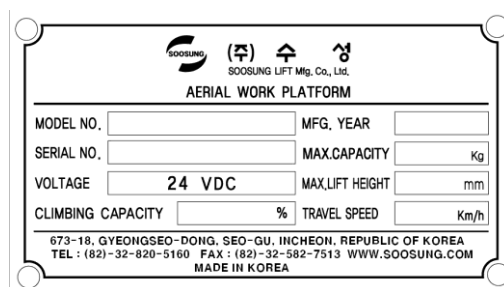 SOOSUNG (주) 수 성
SOOSUNG LIFT Mfg. Co., Ltd.
AERIAL WORK PLATFORM
MODEL NO. MFG. YEAR
SERIAL NO. MAX.CAPACITY Kg
VOLTAGE 24 VDC MAX.LIFT HEIGHT mm
CLIMBING CAPACITY % TRAVEL SPEED Km/h
673-18, GYEONGSEO-DONG, SEO-GU, INCHEON, REPUBLIC OF KOREA
TEL : (82)-32-820-5160 FAX : (82)-32-582-7513 WWW.SOOSUNG.COM
MADE IN KOREA